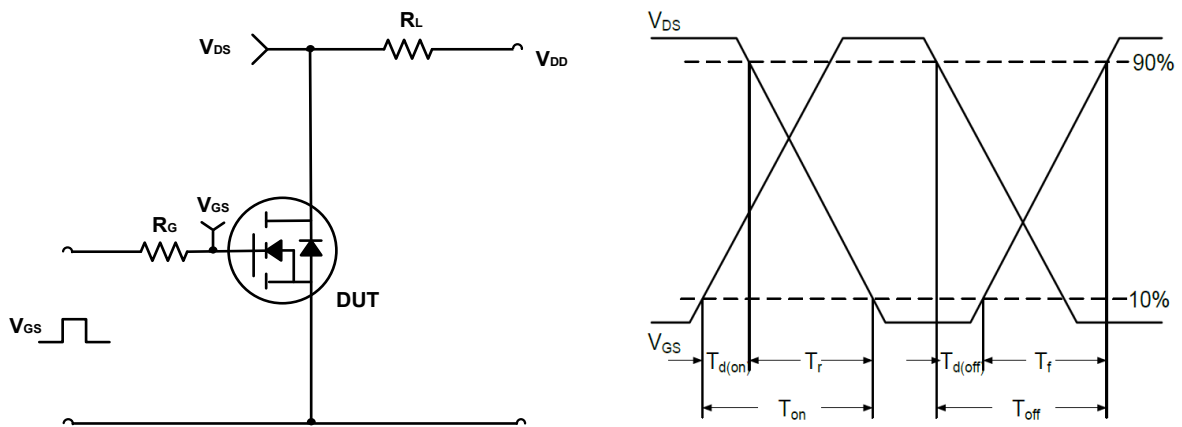 RL
VDS
VDD
VGS
RG
DUT
VGS
VDS
90%
10%
VGS
Td(on)
Tr
Td(off)
Tf
Ton
Toff